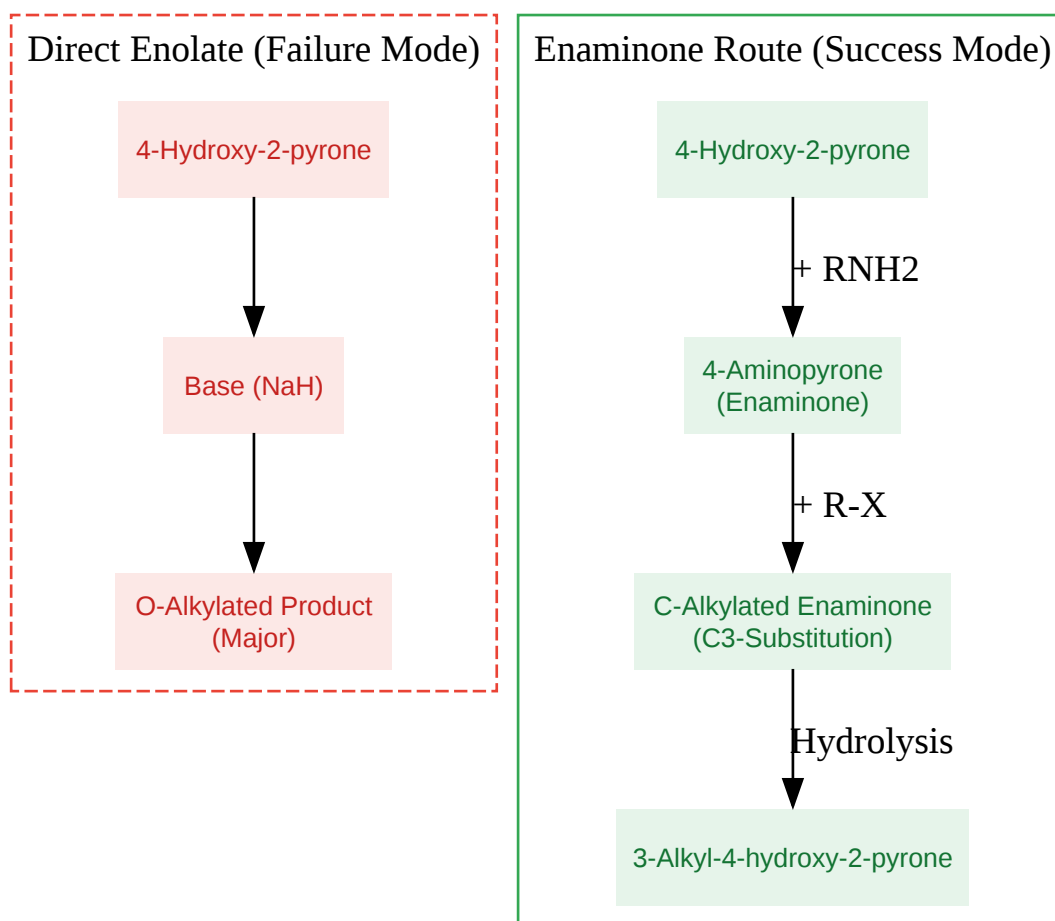 Direct Enolate (Failure Mode)
4-Hydroxy-2-pyrone
Base (NaH)
O-Alkylated Product
(Major)
Enaminone Route (Success Mode)
4-Hydroxy-2-pyrone
+ RNH2
4-Aminopyrone
(Enaminone)
+ R-X
C-Alkylated Enaminone
(C3-Substitution)
Hydrolysis
3-Alkyl-4-hydroxy-2-pyrone